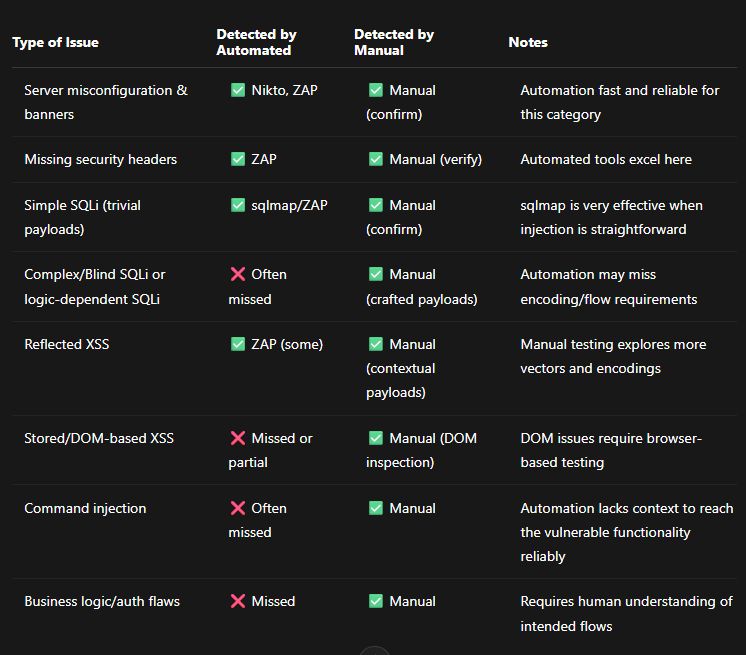 Type of Issue
Detected by
Automated
Detected by
Manual
Notes
Server misconfiguration &
banners
✅ Nikto, ZAP
✅ Manual
(confirm)
Automation fast and reliable for
this category
Missing security headers
✅ ZAP
✅ Manual (verify)
Automated tools excel here
Simple SQLi (trivial
payloads)
✅ sqlmap/ZAP
✅ Manual
(confirm)
sqlmap is very effective when
injection is straightforward
Complex/Blind SQLi or
logic-dependent SQLi
❌ Often
missed
✅ Manual
(crafted payloads)
Automation may miss
encoding/flow requirements
Reflected XSS
✅ ZAP (some)
✅ Manual
(contextual
payloads)
Manual testing explores more
vectors and encodings
Stored/DOM-based XSS
❌ Missed or
partial
✅ Manual (DOM
inspection)
DOM issues require browser-
based testing
Command injection
❌ Often
missed
✅ Manual
Automation lacks context to reach
the vulnerable functionality
reliably
Business logic/auth flaws
❌ Missed
✅ Manual
Requires human understanding of
intended flows